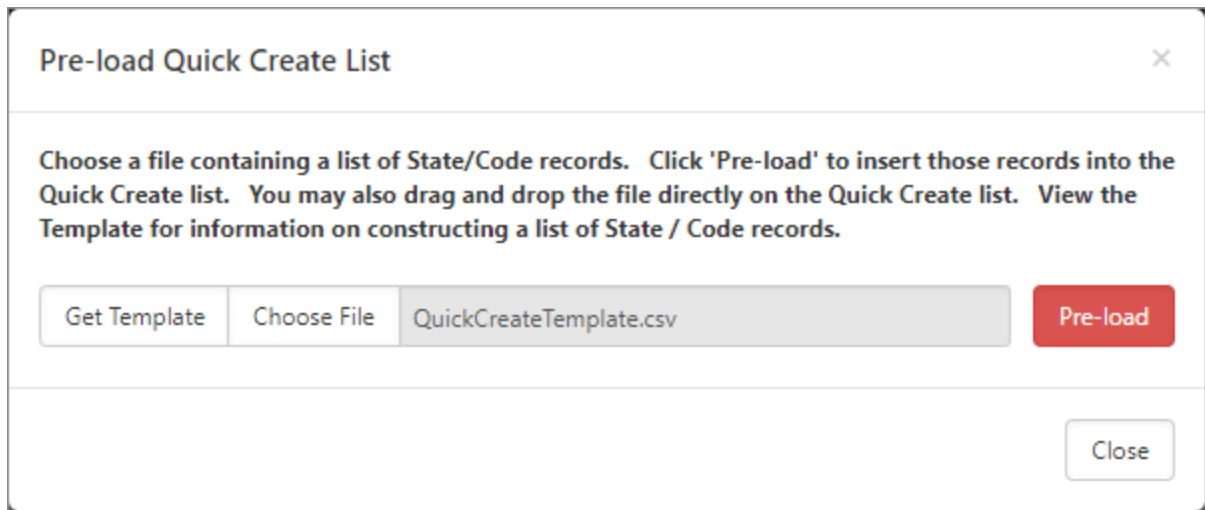 Pre-load Quick Create List
×
Choose a file containing a list of State/Code records.   Click 'Pre-load' to insert those records into the
Quick Create list.   You may also drag and drop the file directly on the Quick Create list.   View the
Template for information on constructing a list of State / Code records.
Get Template Choose File QuickCreateTemplate.csv Pre-load
Close